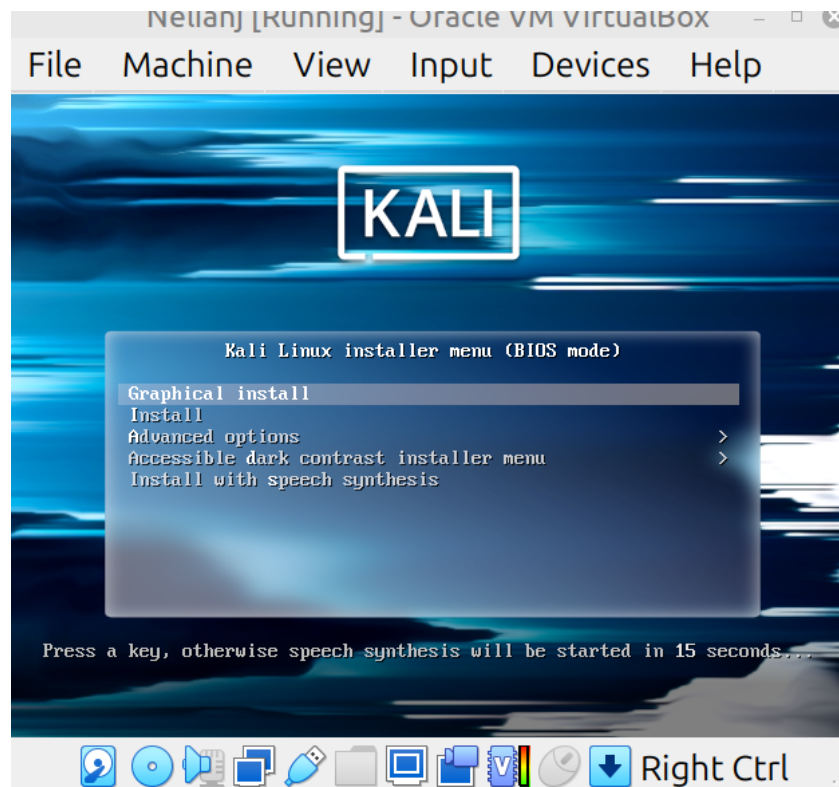 Nelianj [Running] - Oracle VM VirtualBox
File Machine View Input Devices Help
KALI
Kali Linux installer menu (BIOS mode)
Graphical install
Install
Advanced options >
Accessible dark contrast installer menu >
Install with speech synthesis
Press a key, otherwise speech synthesis will be started in 15 seconds...
V
Right Ctrl